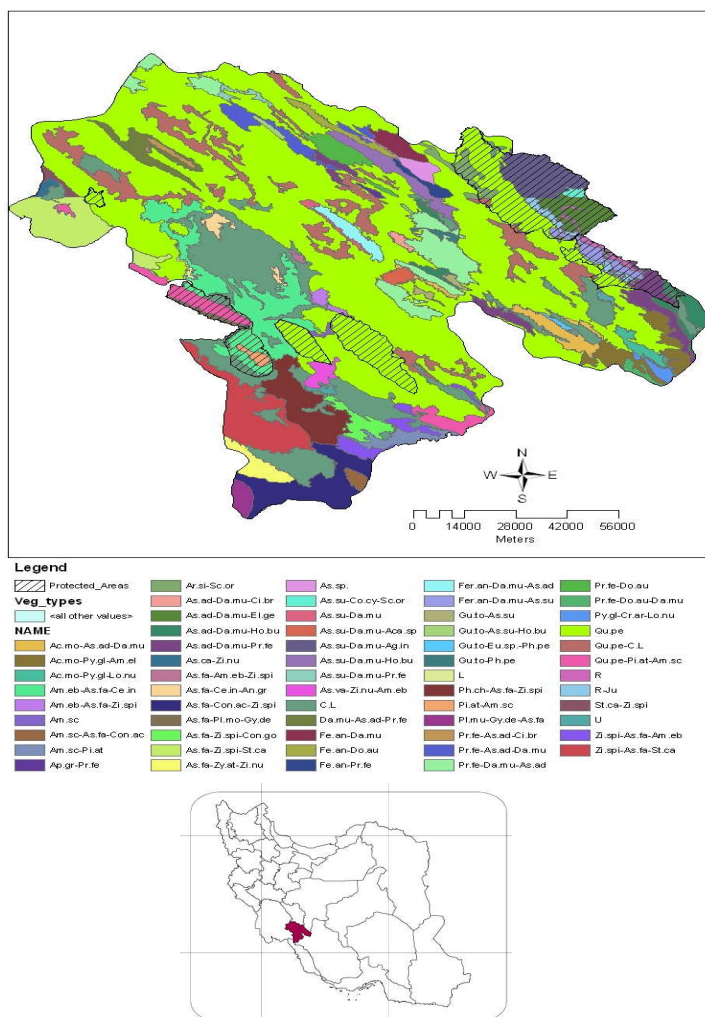 N
W E
S
0 14000 28000 42000 56000
Meters
Legend
Protected_Areas
Veg_types
<all other values>
NAME
Ac.mo-As.ad-Da.mu
Ac.mo-Py.gl-Am.el
Ac.mo-Py.gl-Lo.nu
Am.eb-As.fa-Ce.in
Am.eb-As.fa-Zi.spi
Am.sc
Am.sc-As.fa-Con.ac
Am.sc-Pi.at
Ap.gr-Pr.fe
Ar.si-Sc.or
As.ad-Da.mu-Ci.br
As.ad-Da.mu-El.ge
As.ad-Da.mu-Ho.bu
As.ad-Da.mu-Pr.fe
As.ca-Zi.nu
As.fa-Am.eb-Zi.spi
As.fa-Ce.in-An.gr
As.fa-Con.ac-Zi.spi
As.fa-Pl.mo-Gy.de
As.fa-Zi.spi-Con.go
As.fa-Zi.spi-St.ca
As.fa-Zy.at-Zi.nu
As.sp.
As.su-Co.cy-Sc.or
As.su-Da.mu
As.su-Da.mu-Aca.sp
As.su-Da.mu-Ag.in
As.su-Da.mu-Ho.bu
As.su-Da.mu-Pr.fe
As.va-Zi.nu-Am.eb
C.L
Da.mu-As.ad-Pr.fe
Fe.an-Da.mu
Fe.an-Do.au
Fe.an-Pr.fe
Fer.an-Da.mu-As.ad
Fer.an-Da.mu-As.su
Gu.to-As.su
Gu.to-As.su-Ho.bu
Gu.to-Eu.sp-Ph.pe
Gu.to-Ph.pe
L
Ph.ch-As.fa-Zi.spi
Pi.at-Am.sc
Pl.mu-Gy.de-As.fa
Pr.fe-As.ad-Ci.br
Pr.fe-As.ad-Da.mu
Pr.fe-Da.mu-As.ad
Pr.fe-Do.au
Pr.fe-Do.au-Da.mu
Py.gl-Cr.ar-Lo.nu
Qu.pe
Qu.pe-C.L
Qu.pe-Pi.at-Am.sc
R
R-Ju
St.ca-Zi.spi
U
Zi.spi-As.fa-Am.eb
Zi.spi-As.fa-St.ca